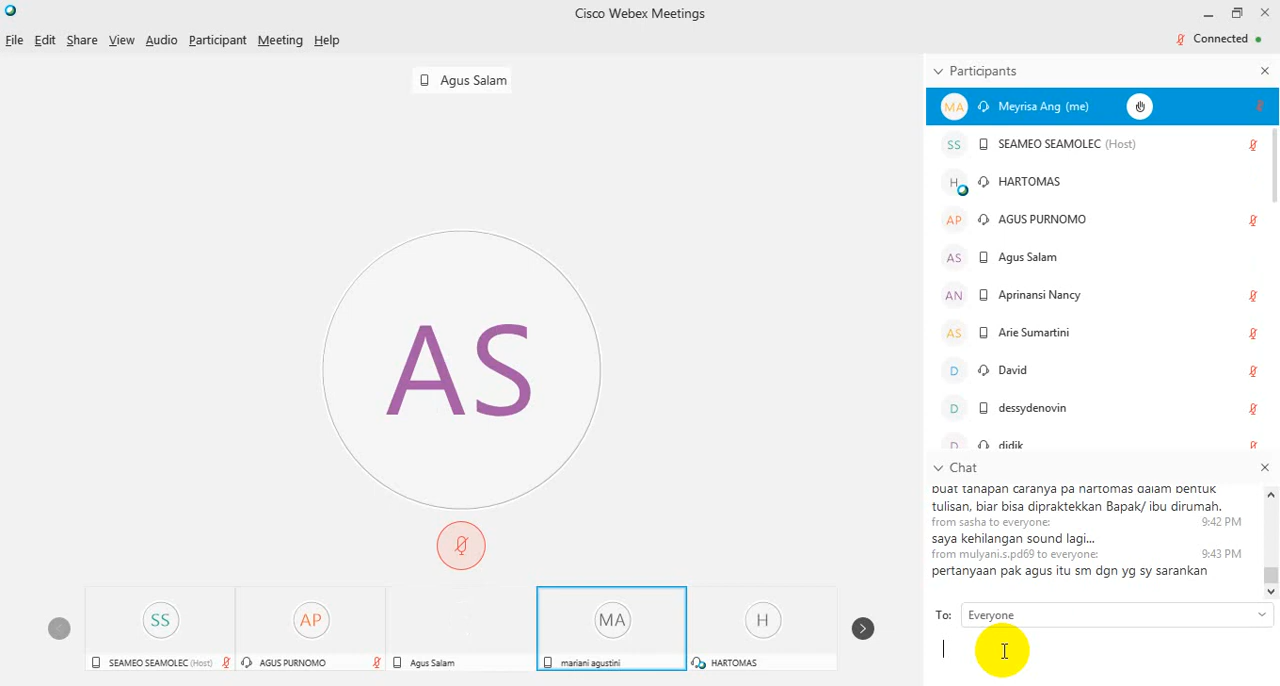 Cisco Webex Meetings
File Edit Share View Audio Participant Meeting Help
Connected
Agus Salam
AS
SS
AP
MA
H
SEAMEO SEAMOLEC (Host)
AGUS PURNOMO
Agus Salam
mariani agustini
HARTOMAS
Participants
MA Meyrisa Ang (me)
SS SEAMEO SEAMOLEC (Host)
H HARTOMAS
AP AGUS PURNOMO
AS Agus Salam
AN Aprinansi Nancy
AS Arie Sumartini
D David
D dessydenovin
D didik
Chat
buat caranya pa dalam bentuk
tulisan, biar bisa dipraktekkan Bapak/ ibu dirumah.
from sasha to everyone: 9:42 PM
saya kehilangan sound lagi...
from mulyani.s.pd69 to everyone: 9:43 PM
pertanyaan pak agus itu sm dgn yg sy sarankan
To: Everyone